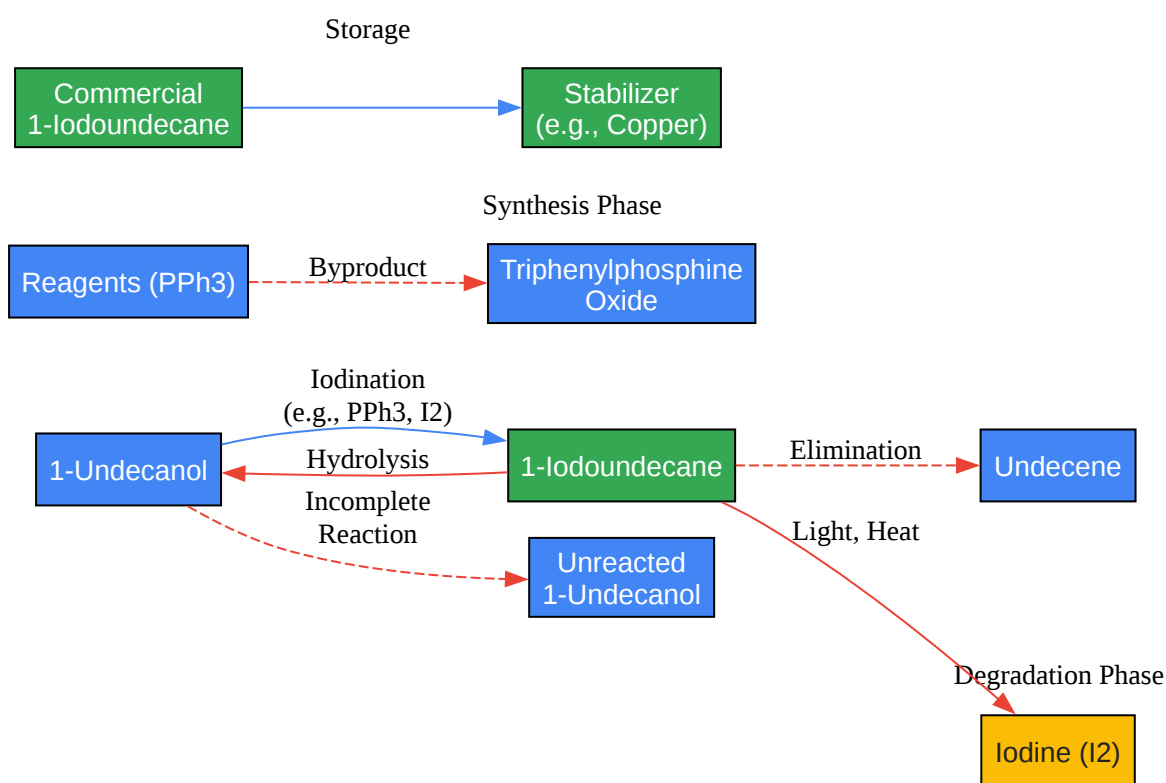 Storage
Commercial
1-Iodoundecane
Stabilizer
(e.g., Copper)
Synthesis Phase
Reagents (PPh3)
Byproduct
Triphenylphosphine
Oxide
Iodination
(e.g., PPh3, I2)
1-Undecanol
Hydrolysis
1-Iodoundecane
Elimination
Undecene
Incomplete
Reaction
Light, Heat
Unreacted
1-Undecanol
Degradation Phase
Iodine (I2)